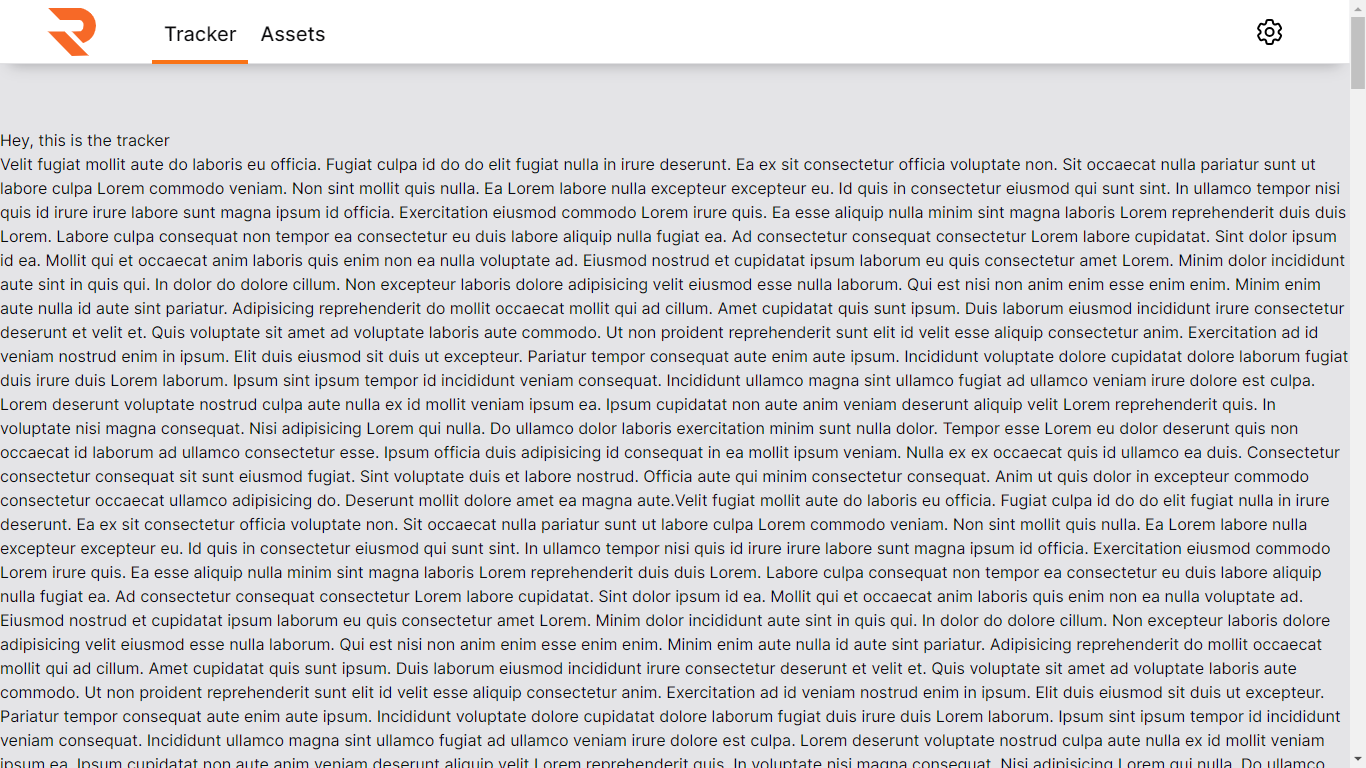 Tracker Assets
Hey, this is the tracker
Velit fugiat mollit aute do laboris eu officia. Fugiat culpa id do do elit fugiat nulla in irure deserunt. Ea ex sit consectetur officia voluptate non. Sit occaecat nulla pariatur sunt ut
labore culpa Lorem commodo veniam. Non sint mollit quis nulla. Ea Lorem labore nulla excepteur excepteur eu. Id quis in consectetur eiusmod qui sunt sint. In ullamco tempor nisi
quis id irure irure labore sunt magna ipsum id officia. Exercitation eiusmod commodo Lorem irure quis. Ea esse aliquip nulla minim sint magna laboris Lorem reprehenderit duis duis
Lorem. Labore culpa consequat non tempor ea consectetur eu duis labore aliquip nulla fugiat ea. Ad consectetur consequat consectetur Lorem labore cupidatat. Sint dolor ipsum
id ea. Mollit qui et occaecat anim laboris quis enim non ea nulla voluptate ad. Eiusmod nostrud et cupidatat ipsum laborum eu quis consectetur amet Lorem. Minim dolor incididunt
aute sint in quis qui. In dolor do dolore cillum. Non excepteur laboris dolore adipisicing velit eiusmod esse nulla laborum. Qui est nisi non anim enim esse enim enim. Minim enim
aute nulla id aute sint pariatur. Adipisicing reprehenderit do mollit occaecat mollit qui ad cillum. Amet cupidatat quis sunt ipsum. Duis laborum eiusmod incididunt irure consectetur
deserunt et velit et. Quis voluptate sit amet ad voluptate laboris aute commodo. Ut non proident reprehenderit sunt elit id velit esse aliquip consectetur anim. Exercitation ad id
veniam nostrud enim in ipsum. Elit duis eiusmod sit duis ut excepteur. Pariatur tempor consequat aute enim aute ipsum. Incididunt voluptate dolore cupidatat dolore laborum fugiat
duis irure duis Lorem laborum. Ipsum sint ipsum tempor id incididunt veniam consequat. Incididunt ullamco magna sint ullamco fugiat ad ullamco veniam irure dolore est culpa.
Lorem deserunt voluptate nostrud culpa aute nulla ex id mollit veniam ipsum ea. Ipsum cupidatat non aute anim veniam deserunt aliquip velit Lorem reprehenderit quis. In
voluptate nisi magna consequat. Nisi adipisicing Lorem qui nulla. Do ullamco dolor laboris exercitation minim sunt nulla dolor. Tempor esse Lorem eu dolor deserunt quis non
occaecat id laborum ad ullamco consectetur esse. Ipsum officia duis adipisicing id consequat in ea mollit ipsum veniam. Nulla ex ex occaecat quis id ullamco ea duis. Consectetur
consectetur consequat sit sunt eiusmod fugiat. Sint voluptate duis et labore nostrud. Officia aute qui minim consectetur consequat. Anim ut quis dolor in excepteur commodo
consectetur occaecat ullamco adipisicing do. Deserunt mollit dolore amet ea magna aute.Velit fugiat mollit aute do laboris eu officia. Fugiat culpa id do do elit fugiat nulla in irure
deserunt. Ea ex sit consectetur officia voluptate non. Sit occaecat nulla pariatur sunt ut labore culpa Lorem commodo veniam. Non sint mollit quis nulla. Ea Lorem labore nulla
excepteur excepteur eu. Id quis in consectetur eiusmod qui sunt sint. In ullamco tempor nisi quis id irure irure labore sunt magna ipsum id officia. Exercitation eiusmod commodo
Lorem irure quis. Ea esse aliquip nulla minim sint magna laboris Lorem reprehenderit duis duis Lorem. Labore culpa consequat non tempor ea consectetur eu duis labore aliquip
nulla fugiat ea. Ad consectetur consequat consectetur Lorem labore cupidatat. Sint dolor ipsum id ea. Mollit qui et occaecat anim laboris quis enim non ea nulla voluptate ad.
Eiusmod nostrud et cupidatat ipsum laborum eu quis consectetur amet Lorem. Minim dolor incididunt aute sint in quis qui. In dolor do dolore cillum. Non excepteur laboris dolore
adipisicing velit eiusmod esse nulla laborum. Qui est nisi non anim enim esse enim enim. Minim enim aute nulla id aute sint pariatur. Adipisicing reprehenderit do mollit occaecat
mollit qui ad cillum. Amet cupidatat quis sunt ipsum. Duis laborum eiusmod incididunt irure consectetur deserunt et velit et. Quis voluptate sit amet ad voluptate laboris aute
commodo. Ut non proident reprehenderit sunt elit id velit esse aliquip consectetur anim. Exercitation ad id veniam nostrud enim in ipsum. Elit duis eiusmod sit duis ut excepteur.
Pariatur tempor consequat aute enim aute ipsum. Incididunt voluptate dolore cupidatat dolore laborum fugiat duis irure duis Lorem laborum. Ipsum sint ipsum tempor id incididunt
veniam consequat. Incididunt ullamco magna sint ullamco fugiat ad ullamco veniam irure dolore est culpa. Lorem deserunt voluptate nostrud culpa aute nulla ex id mollit veniam
ipsum ea. Ipsum cupidatat non aute anim veniam deserunt aliquip velit Lorem reprehenderit quis. In voluptate nisi magna consequat. Nisi adipisicing Lorem qui nulla. Do ullamco